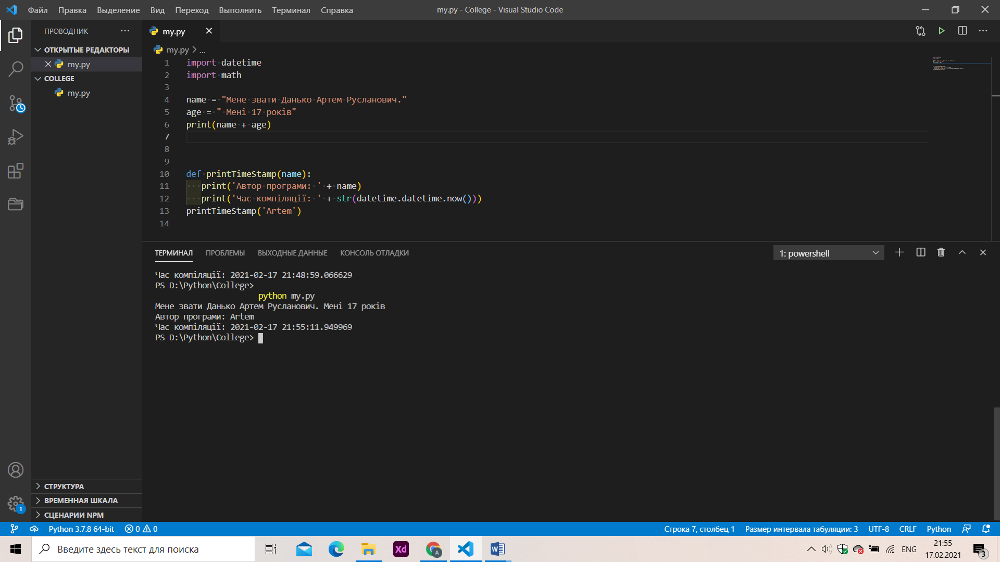 Файл Правка Выделение Вид Переход Выполнить Терминал Справка
my.py - College - Visual Studio Code
ПРОВОДНИК
ОТКРЫТЫЕ РЕДАКТОРЫ
my.py
COLLEGE
my.py
СТРУКТУРА
ВРЕМЕННАЯ ШКАЛА
СЦЕНАРИИ NPM
1
my.py
my.py > ...
1 import datetime
2 import math
3
4 name = "Мене звати Данько Артем Русланович."
5 age = " Мені 17 років"
6 print(name + age)
7
8
9
10 def printTimeStamp(name):
11 print('Автор програми: ' + name)
12 print('Час компіляції: ' + str(datetime.datetime.now()))
13 printTimeStamp('Artem')
14
ТЕРМИНАЛ ПРОБЛЕМЫ ВЫХОДНЫЕ ДАННЫЕ КОНСОЛЬ ОТЛАДКИ
1: powershell
Час компіляції: 2021-02-17 21:48:59.066629
PS D:\Python\College>
python my.py
Мене звати Данько Артем Русланович. Мені 17 років
Автор програми: Artem
Час компіляції: 2021-02-17 21:55:11.949969
PS D:\Python\College>
Python 3.7.8 64-bit 0 0
Строка 7, столбец 1 Размер интервала табуляции: 3 UTF-8 CRLF Python
Введите здесь текст для поиска
Xd
A
W
ENG
21:55
17.02.2021
3